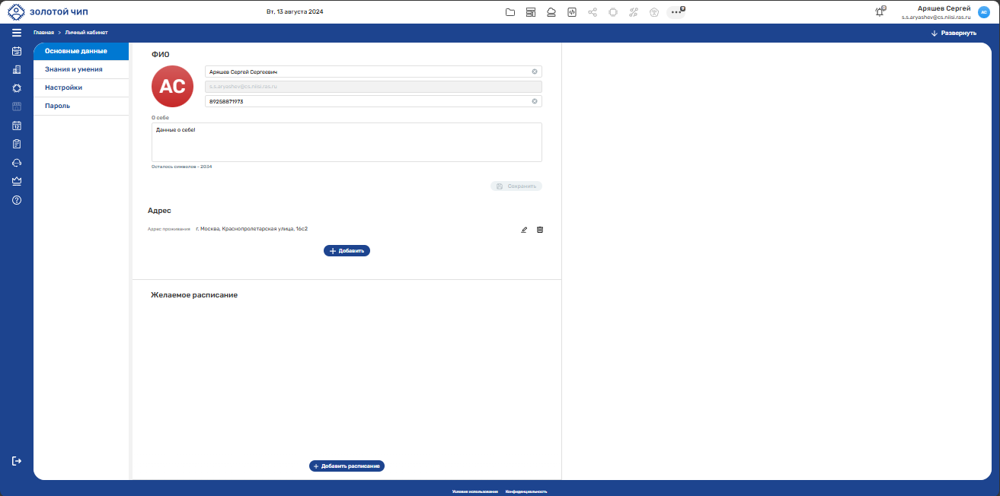 ЗОЛОТОЙ ЧИП
Вт, 13 августа 2024
Аряшев Сергей
s.s.aryashev@cs.niisi.ras.ru
АС
Главная > Личный кабинет
Развернуть
Основные данные
Знания и умения
Настройки
Пароль
ФИО
АС
Аряшев Сергей Сергеевич
s.s.aryashev@cs.niisi.ras.ru
89258871973
О себе
Данные о себе!
Осталось символов - 2034
Сохранить
Адрес
Адрес проживания г. Москва, Краснопролетарская улица, 16с2
Добавить
Желаемое расписание
Добавить расписание
Условия использования Конфиденциальность